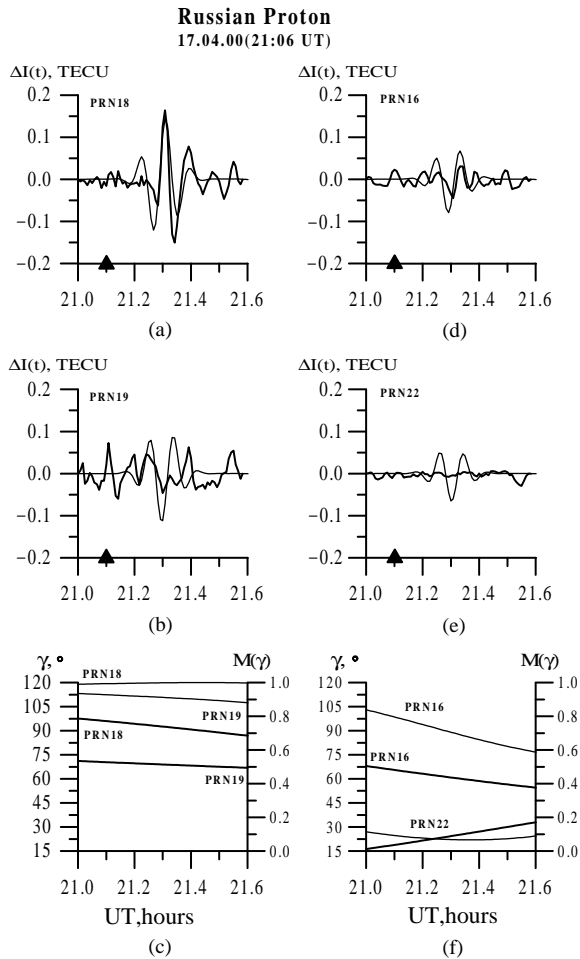 Russian Proton
17.04.00(21:06 UT)
ΔI(t), TECU
PRN18
0.2
0.1
0.0
−0.1
−0.2
21.0 21.2 21.4 21.6
(a)
ΔI(t), TECU
PRN16
0.2
0.1
0.0
−0.1
−0.2
21.0 21.2 21.4 21.6
(d)
ΔI(t), TECU
PRN19
0.2
0.1
0.0
−0.1
−0.2
21.0 21.2 21.4 21.6
(b)
ΔI(t), TECU
PRN22
0.2
0.1
0.0
−0.1
−0.2
21.0 21.2 21.4 21.6
(e)
γ, ° M(γ)
PRN18
PRN19
PRN18
PRN19
120
105
90
75
60
45
30
15
1.0
0.8
0.6
0.4
0.2
0.0
21.0 21.2 21.4 21.6
UT,hours
(c)
γ, ° M(γ)
PRN16
PRN16
PRN22
120
105
90
75
60
45
30
15
1.0
0.8
0.6
0.4
0.2
0.0
21.0 21.2 21.4 21.6
UT,hours
(f)